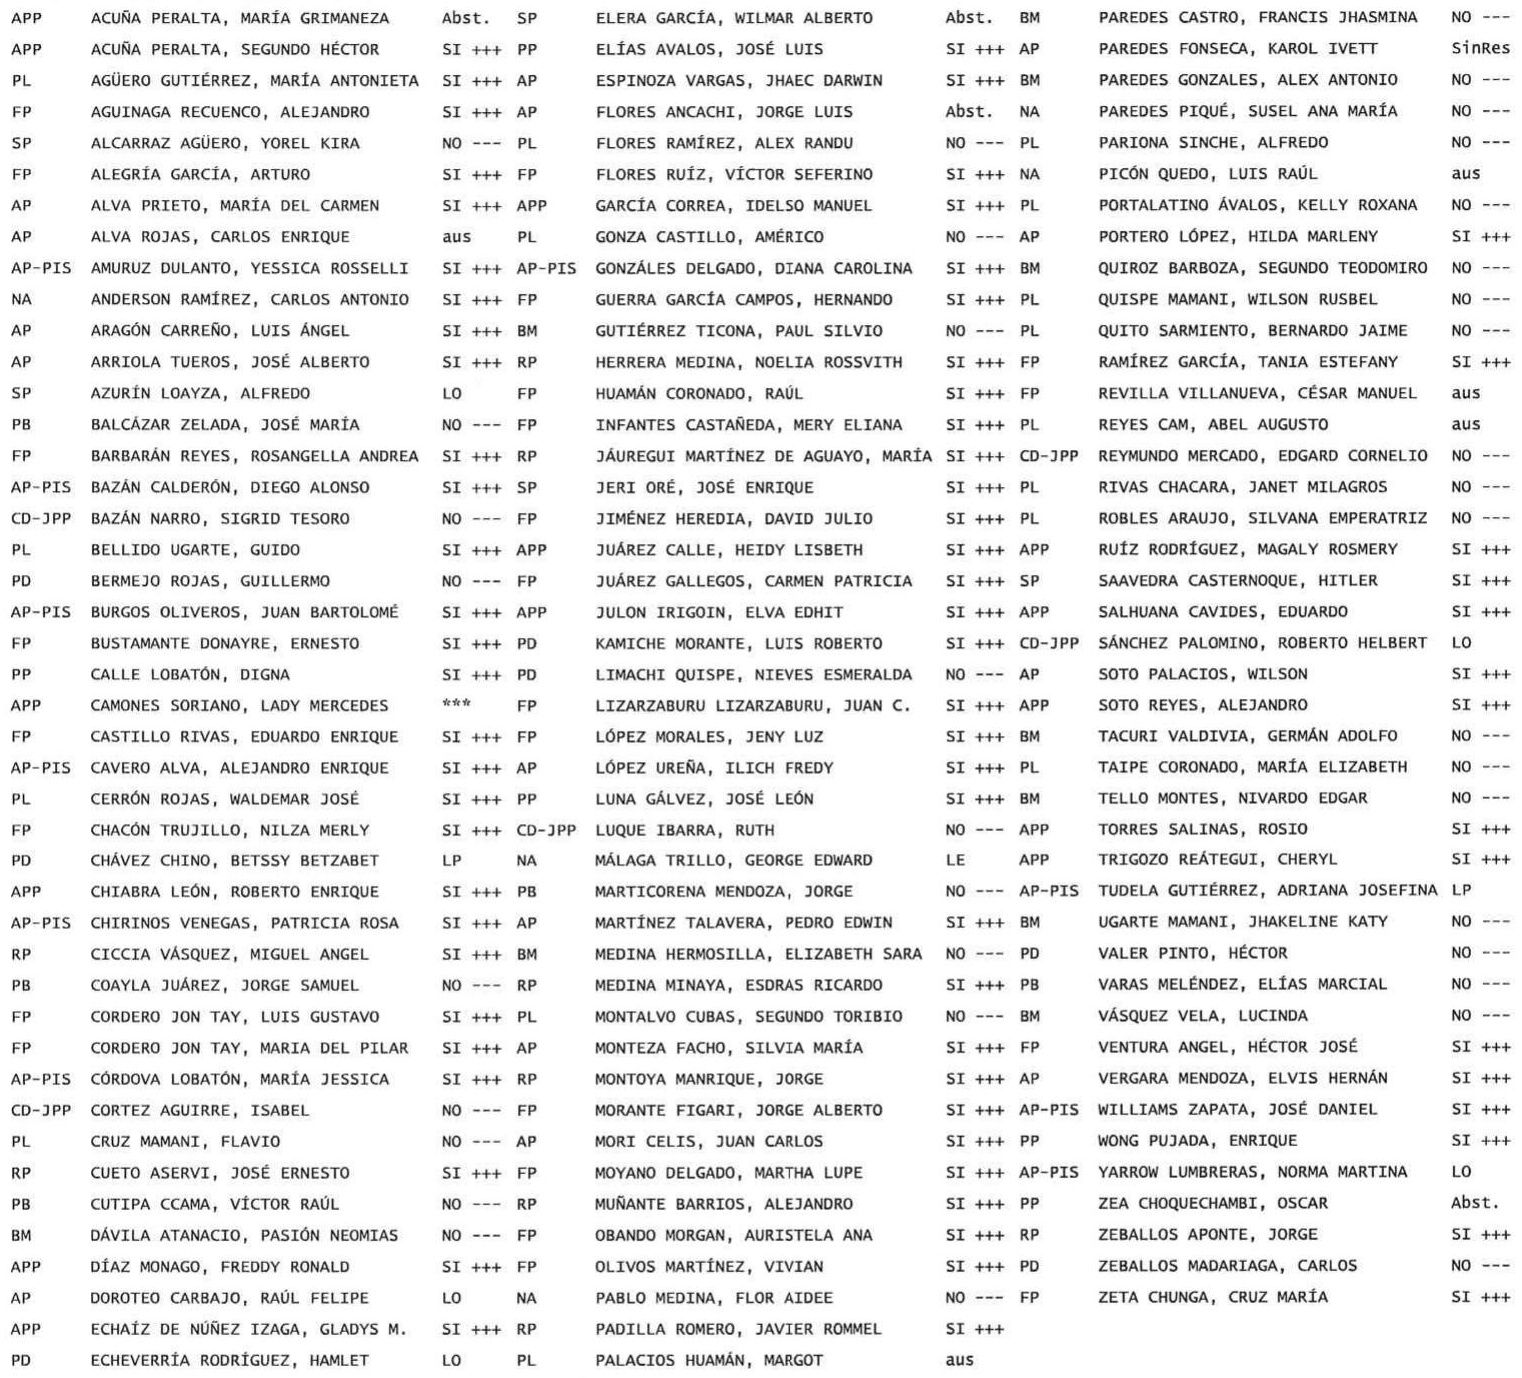 APP ACUÑA PERALTA, MARÍA GRIMANEZA Abst. SP ELERA GARCÍA, WILMAR ALBERTO Abst. BM PAREDES CASTRO, FRANCIS JHASMINA NO ---
APP ACUÑA PERALTA, SEGUNDO HÉCTOR SI +++ PP ELÍAS AVALOS, JOSÉ LUIS SI +++ AP PAREDES FONSECA, KAROL IVETT SinRes
PL AGÜERO GUTIÉRREZ, MARÍA ANTONIETA SI +++ AP ESPINOZA VARGAS, JHAEC DARWIN SI +++ BM PAREDES GONZALES, ALEX ANTONIO NO ---
FP AGUINAGA RECUENCO, ALEJANDRO SI +++ AP FLORES ANCACHI, JORGE LUIS Abst. NA PAREDES PIQUÉ, SUSEL ANA MARÍA NO ---
SP ALCARRAZ AGÜERO, YOREL KIRA NO --- PL FLORES RAMÍREZ, ALEX RANDU NO --- PL PARIONA SINCHE, ALFREDO NO ---
FP ALEGRÍA GARCÍA, ARTURO SI +++ FP FLORES RUÍZ, VÍCTOR SEFERINO SI +++ NA PICÓN QUEDO, LUIS RAÚL aus
AP ALVA PRIETO, MARÍA DEL CARMEN SI +++ APP GARCÍA CORREA, IDELSO MANUEL SI +++ PL PORTALATINO ÁVALOS, KELLY ROXANA NO ---
AP ALVA ROJAS, CARLOS ENRIQUE aus PL GONZA CASTILLO, AMÉRICO NO --- AP PORTERO LÓPEZ, HILDA MARLENY SI +++
AP-PIS AMURUZ DULANTO, YESSICA ROSSELLI SI +++ AP-PIS GONZÁLES DELGADO, DIANA CAROLINA SI +++ BM QUIROZ BARBOZA, SEGUNDO TEODOMIRO NO ---
NA ANDERSON RAMÍREZ, CARLOS ANTONIO SI +++ FP GUERRA GARCÍA CAMPOS, HERNANDO SI +++ PL QUISPE MAMANI, WILSON RUSBEL NO ---
AP ARAGÓN CARREÑO, LUIS ÁNGEL SI +++ BM GUTIÉRREZ TICONA, PAUL SILVIO NO --- PL QUITO SARMIENTO, BERNARDO JAIME NO ---
AP ARRIOLA TUEROS, JOSÉ ALBERTO SI +++ RP HERRERA MEDINA, NOELIA ROSSVITH SI +++ FP RAMÍREZ GARCÍA, TANIA ESTEFANY SI +++
SP AZURÍN LOAYZA, ALFREDO LO FP HUAMÁN CORONADO, RAÚL SI +++ FP REVILLA VILLANUEVA, CÉSAR MANUEL aus
PB BALCÁZAR ZELADA, JOSÉ MARÍA NO --- FP INFANTES CASTAÑEDA, MERY ELIANA SI +++ PL REYES CAM, ABEL AUGUSTO aus
FP BARBARÁN REYES, ROSANGELLA ANDREA SI +++ RP JÁUREGUI MARTÍNEZ DE AGUAYO, MARÍA SI +++ CD-JPP REYMUNDO MERCADO, EDGARD CORNELIO NO ---
AP-PIS BAZÁN CALDERÓN, DIEGO ALONSO SI +++ SP JERI ORÉ, JOSÉ ENRIQUE SI +++ PL RIVAS CHACARA, JANET MILAGROS NO ---
CD-JPP BAZÁN NARRO, SIGRID TESORO NO --- FP JIMÉNEZ HEREDIA, DAVID JULIO SI +++ PL ROBLES ARAUJO, SILVANA EMPERATRIZ NO ---
PL BELLIDO UGARTE, GUIDO SI +++ APP JUÁREZ CALLE, HEIDY LISBETH SI +++ APP RUÍZ RODRÍGUEZ, MAGALY ROSMERY SI +++
PD BERMEJO ROJAS, GUILLERMO NO --- FP JUÁREZ GALLEGOS, CARMEN PATRICIA SI +++ SP SAAVEDRA CASTERNOQUE, HITLER SI +++
AP-PIS BURGOS OLIVEROS, JUAN BARTOLOMÉ SI +++ APP JULON IRIGOIN, ELVA EDHIT SI +++ APP SALHUANA CAVIDES, EDUARDO SI +++
FP BUSTAMANTE DONAYRE, ERNESTO SI +++ PD KAMICHE MORANTE, LUIS ROBERTO SI +++ CD-JPP SÁNCHEZ PALOMINO, ROBERTO HELBERT LO
PP CALLE LOBATÓN, DIGNA SI +++ PD LIMACHI QUISPE, NIEVES ESMERALDA NO --- AP SOTO PALACIOS, WILSON SI +++
APP CAMONES SORIANO, LADY MERCEDES *** FP LIZARZABURU LIZARZABURU, JUAN C. SI +++ APP SOTO REYES, ALEJANDRO SI +++
FP CASTILLO RIVAS, EDUARDO ENRIQUE SI +++ FP LÓPEZ MORALES, JENY LUZ SI +++ BM TACURI VALDIVIA, GERMÁN ADOLFO NO ---
AP-PIS CAVERO ALVA, ALEJANDRO ENRIQUE SI +++ AP LÓPEZ UREÑA, ILICH FREDY SI +++ PL TAIPE CORONADO, MARÍA ELIZABETH NO ---
PL CERRÓN ROJAS, WALDEMAR JOSÉ SI +++ PP LUNA GÁLVEZ, JOSÉ LEÓN SI +++ BM TELLO MONTES, NIVARDO EDGAR NO ---
FP CHACÓN TRUJILLO, NILZA MERLY SI +++ CD-JPP LUQUE IBARRA, RUTH NO --- APP TORRES SALINAS, ROSIO SI +++
PD CHÁVEZ CHINO, BETSSY BETZABET LP NA MÁLAGA TRILLO, GEORGE EDWARD LE APP TRIGOZO REÁTEGUI, CHERYL SI +++
APP CHIABRA LEÓN, ROBERTO ENRIQUE SI +++ PB MARTICORENA MENDOZA, JORGE NO --- AP-PIS TUDELA GUTIÉRREZ, ADRIANA JOSEFINA LP
AP-PIS CHIRINOS VENEGAS, PATRICIA ROSA SI +++ AP MARTÍNEZ TALAVERA, PEDRO EDWIN SI +++ BM UGARTE MAMANI, JHAKELINE KATY NO ---
RP CICCIA VÁSQUEZ, MIGUEL ANGEL SI +++ BM MEDINA HERMOSILLA, ELIZABETH SARA NO --- PD VALER PINTO, HÉCTOR NO ---
PB COAYLA JUÁREZ, JORGE SAMUEL NO --- RP MEDINA MINAYA, ESDRAS RICARDO SI +++ PB VARAS MELÉNDEZ, ELÍAS MARCIAL NO ---
FP CORDERO JON TAY, LUIS GUSTAVO SI +++ PL MONTALVO CUBAS, SEGUNDO TORIBIO NO --- BM VÁSQUEZ VELA, LUCINDA NO ---
FP CORDERO JON TAY, MARIA DEL PILAR SI +++ AP MONTEZA FACHO, SILVIA MARÍA SI +++ FP VENTURA ANGEL, HÉCTOR JOSÉ SI +++
AP-PIS CÓRDOVA LOBATÓN, MARÍA JESSICA SI +++ RP MONTOYA MANRIQUE, JORGE SI +++ AP VERGARA MENDOZA, ELVIS HERNÁN SI +++
CD-JPP CORTEZ AGUIRRE, ISABEL NO --- FP MORANTE FIGARI, JORGE ALBERTO SI +++ AP-PIS WILLIAMS ZAPATA, JOSÉ DANIEL SI +++
PL CRUZ MAMANI, FLAVIO NO --- AP MORI CELIS, JUAN CARLOS SI +++ PP WONG PUJADA, ENRIQUE SI +++
RP CUETO ASERVI, JOSÉ ERNESTO SI +++ FP MOYANO DELGADO, MARTHA LUPE SI +++ AP-PIS YARROW LUMBRERAS, NORMA MARTINA LO
PB CUTIPA CCAMA, VÍCTOR RAÚL NO --- RP MUÑANTE BARRIOS, ALEJANDRO SI +++ PP ZEA CHOQUECHAMBI, OSCAR Abst.
BM DÁVILA ATANACIO, PASIÓN NEOMIAS NO --- FP OBANDO MORGAN, AURISTELA ANA SI +++ RP ZEBALLOS APONTE, JORGE SI +++
APP DÍAZ MONAGO, FREDDY RONALD SI +++ FP OLIVOS MARTÍNEZ, VIVIAN SI +++ PD ZEBALLOS MADARIAGA, CARLOS NO ---
AP DOROTEO CARBAJO, RAÚL FELIPE LO NA PABLO MEDINA, FLOR AIDEE NO --- FP ZETA CHUNGA, CRUZ MARÍA SI +++
APP ECHAÍZ DE NÚÑEZ IZAGA, GLADYS M. SI +++ RP PADILLA ROMERO, JAVIER ROMMEL SI +++
PD ECHEVERRÍA RODRÍGUEZ, HAMLET LO PL PALACIOS HUAMÁN, MARGOT aus